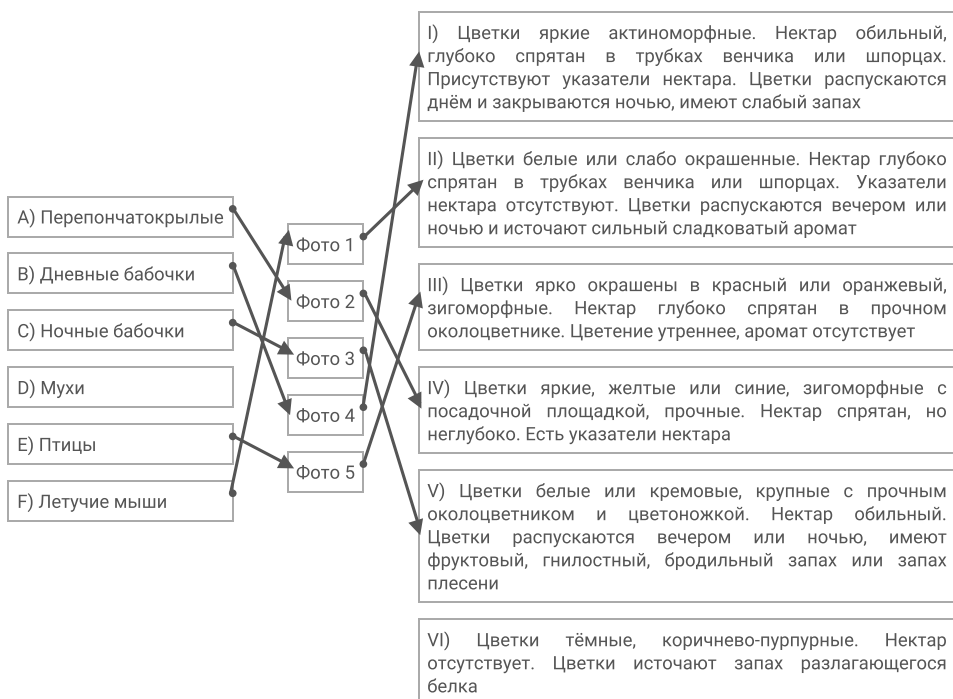 A) Перепончатокрылые
B) Дневные бабочки
C) Ночные бабочки
D) Мухи
E) Птицы
F) Летучие мыши
Фото 1
Фото 2
Фото 3
Фото 4
Фото 5
I) Цветки яркие актиноморфные. Нектар обильный,
глубоко спрятан в трубках венчика или шпорцах.
Присутствуют указатели нектара. Цветки распускаются
днём и закрываются ночью, имеют слабый запах
II) Цветки белые или слабо окрашенные. Нектар глубоко
спрятан в трубках венчика или шпорцах. Указатели
нектара отсутствуют. Цветки распускаются вечером или
ночью и источают сильный сладковатый аромат
III) Цветки ярко окрашены в красный или оранжевый,
зигоморфные. Нектар глубоко спрятан в прочном
околоцветнике. Цветение утреннее, аромат отсутствует
IV) Цветки яркие, желтые или синие, зигоморфные с
посадочной площадкой, прочные. Нектар спрятан, но
неглубоко. Есть указатели нектара
V) Цветки белые или кремовые, крупные с прочным
околоцветником и цветоножкой. Нектар обильный.
Цветки распускаются вечером или ночью, имеют
фруктовый, гнилостный, бродильный запах или запах
плесени
VI) Цветки тёмные, коричнево-пурпурные. Нектар
отсутствует. Цветки источают запах разлагающегося
белка